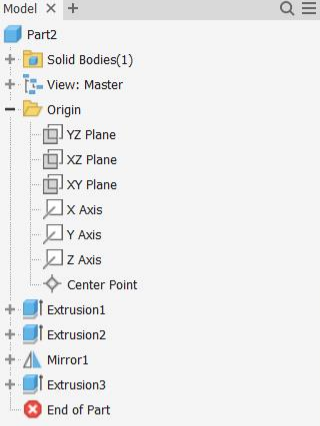 Model
Part2
Solid Bodies(1)
View: Master
Origin
YZ Plane
XZ Plane
XY Plane
X Axis
Y Axis
Z Axis
Center Point
Extrusion1
Extrusion2
Mirror1
Extrusion3
End of Part